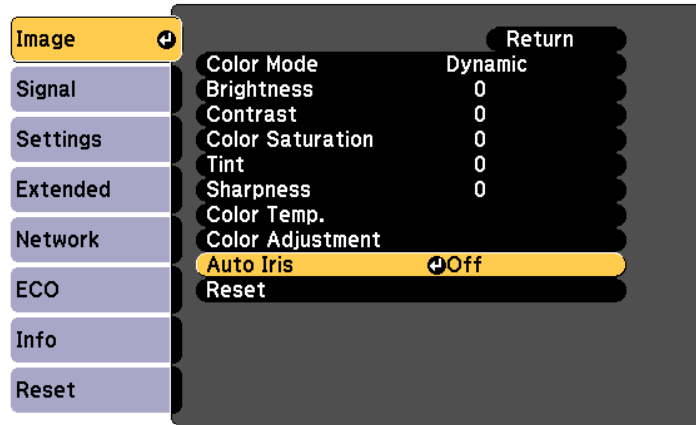 Image
Signal
Settings
Extended
Network
ECO
Info
Reset
Return
Color Mode Dynamic
Brightness 0
Contrast 0
Color Saturation 0
Tint 0
Sharpness 0
Color Temp.
Color Adjustment
Auto Iris Off
Reset